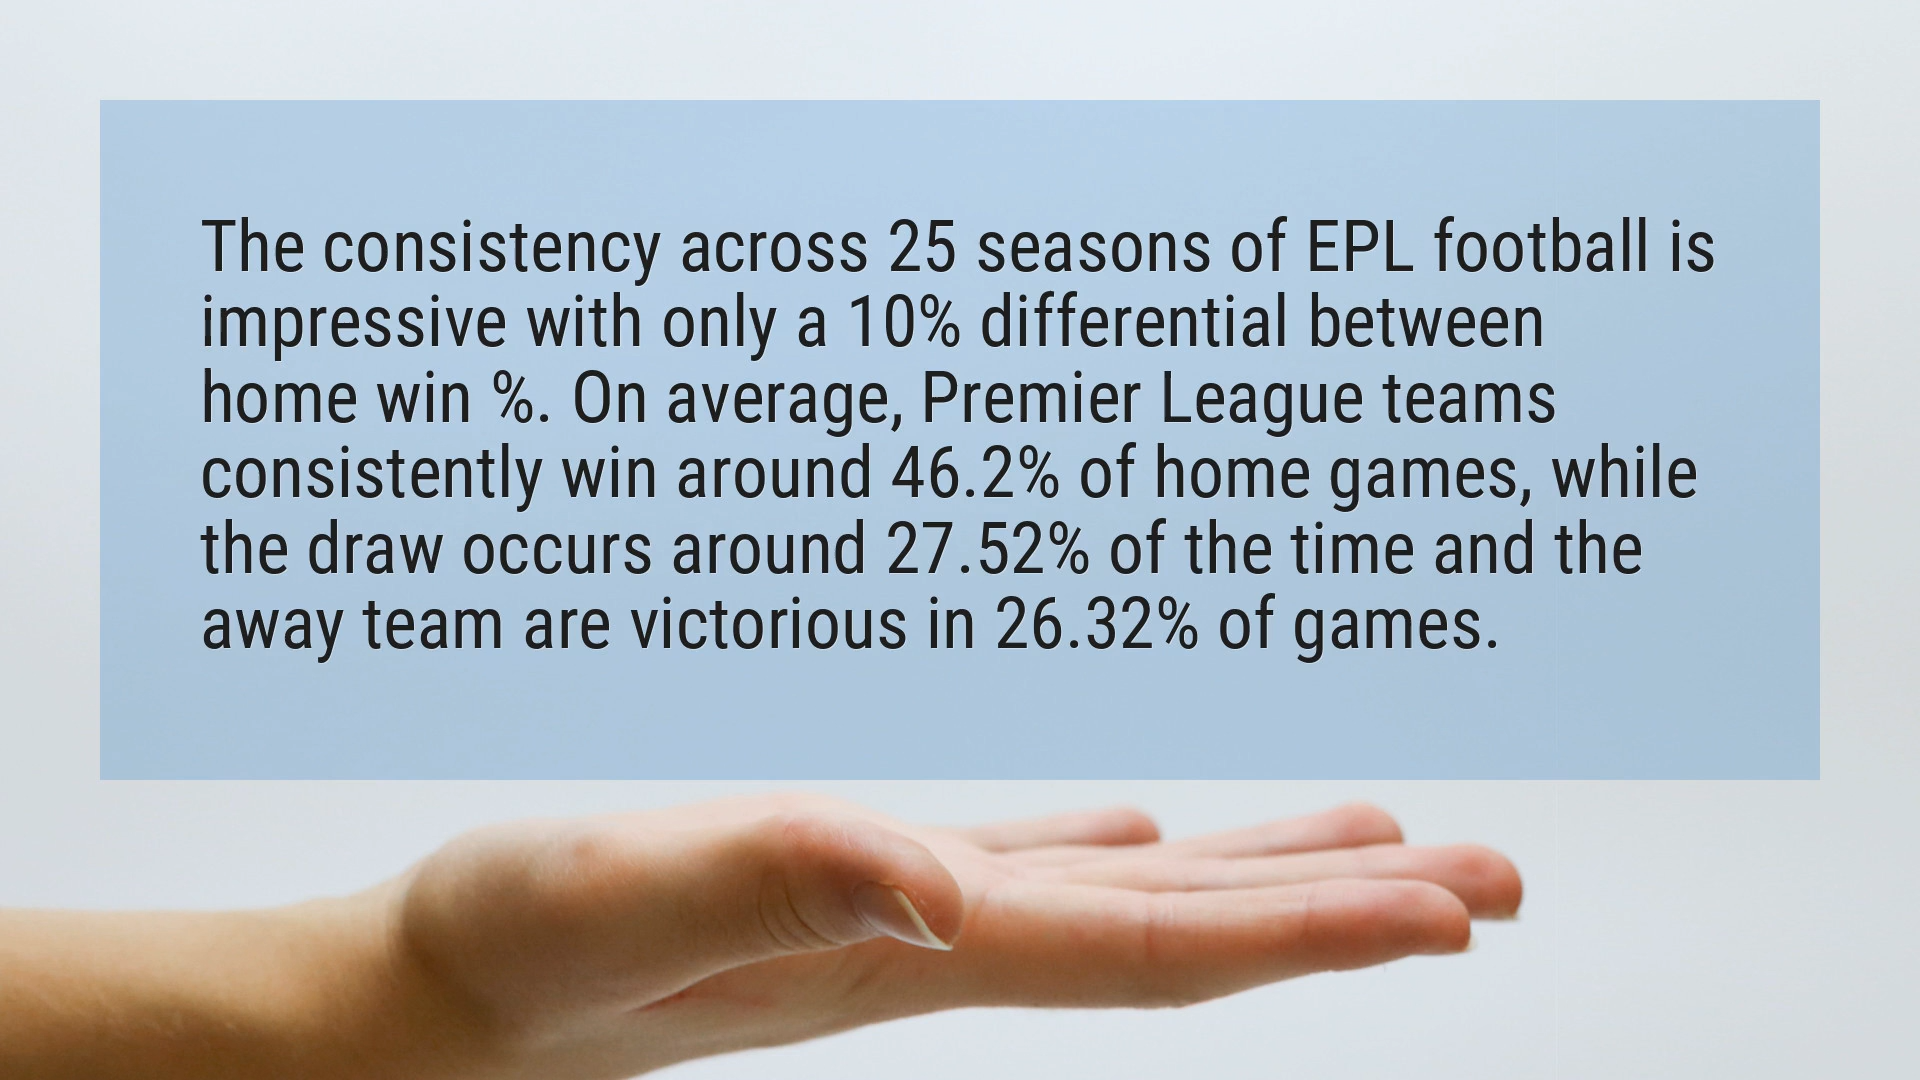 The consistency across 25 seasons of EPL football is
impressive with only a 10% differential between
home win %. On average, Premier League teams
consistently win around 46.2% of home games, while
the draw occurs around 27.52% of the time and the
away team are victorious in 26.32% of games.